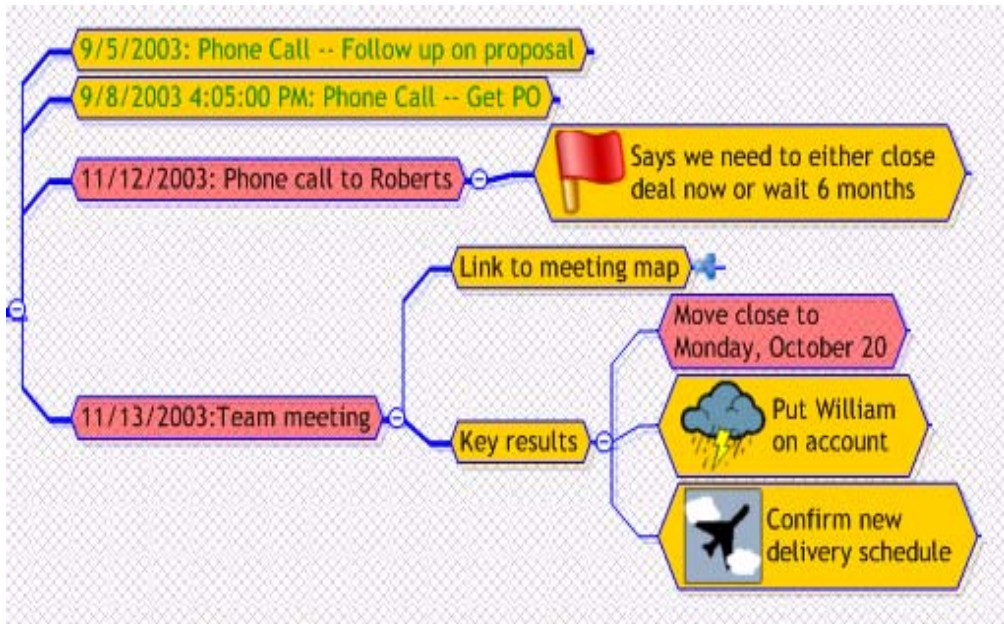 9/5/2003: Phone Call -- Follow up on proposal
9/8/2003 4:05:00 PM: Phone Call -- Get PO
11/12/2003: Phone call to Roberts
Says we need to either close
deal now or wait 6 months
Link to meeting map
Move close to
Monday, October 20
11/13/2003:Team meeting
Key results
Put William
on account
Confirm new
delivery schedule